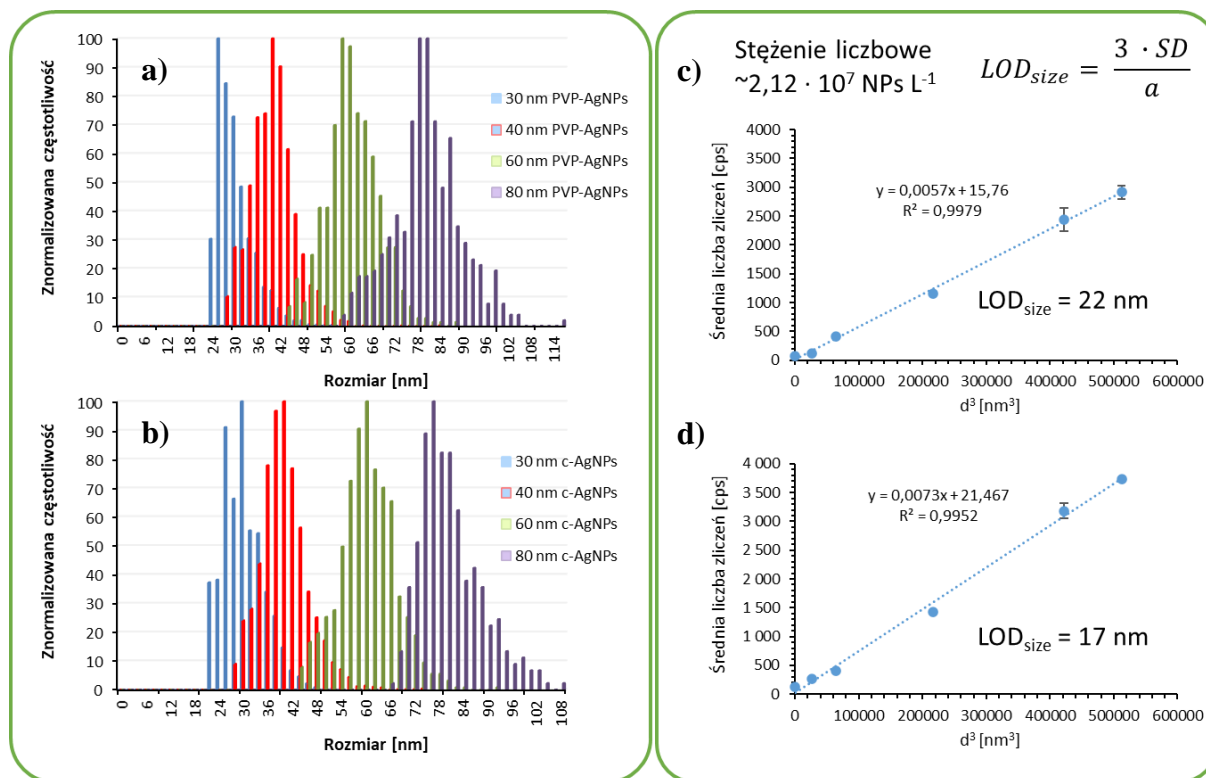 a)
Znormalizowana częstotliwość
100
90
80
70
60
50
40
30
20
10
0
0 6 12 18 24 30 36 42 48 54 60 66 72 78 84 90 96 102 108 114
Rozmiar [nm]
30 nm PVP-AgNPs
40 nm PVP-AgNPs
60 nm PVP-AgNPs
80 nm PVP-AgNPs
b)
Znormalizowana częstotliwość
100
90
80
70
60
50
40
30
20
10
0
0 6 12 18 24 30 36 42 48 54 60 66 72 78 84 90 96 102 108
Rozmiar [nm]
30 nm c-AgNPs
40 nm c-AgNPs
60 nm c-AgNPs
80 nm c-AgNPs
c)
Stężenie liczbowe
~2,12 · 10⁷ NPs L⁻¹
LOD_size = 3 · SD / a
Średnia liczba zliczeń [cps]
4000
3500
3000
2500
2000
1500
1000
500
0
y = 0,0057x + 15,76
R² = 0,9979
LOD_size = 22 nm
0 100000 200000 300000 400000 500000 600000
d³ [nm³]
d)
Średnia liczba zliczeń [cps]
4 000
3 500
3 000
2 500
2 000
1 500
1 000
500
0
y = 0,0073x + 21,467
R² = 0,9952
LOD_size = 17 nm
0 100000 200000 300000 400000 500000 600000
d³ [nm³]